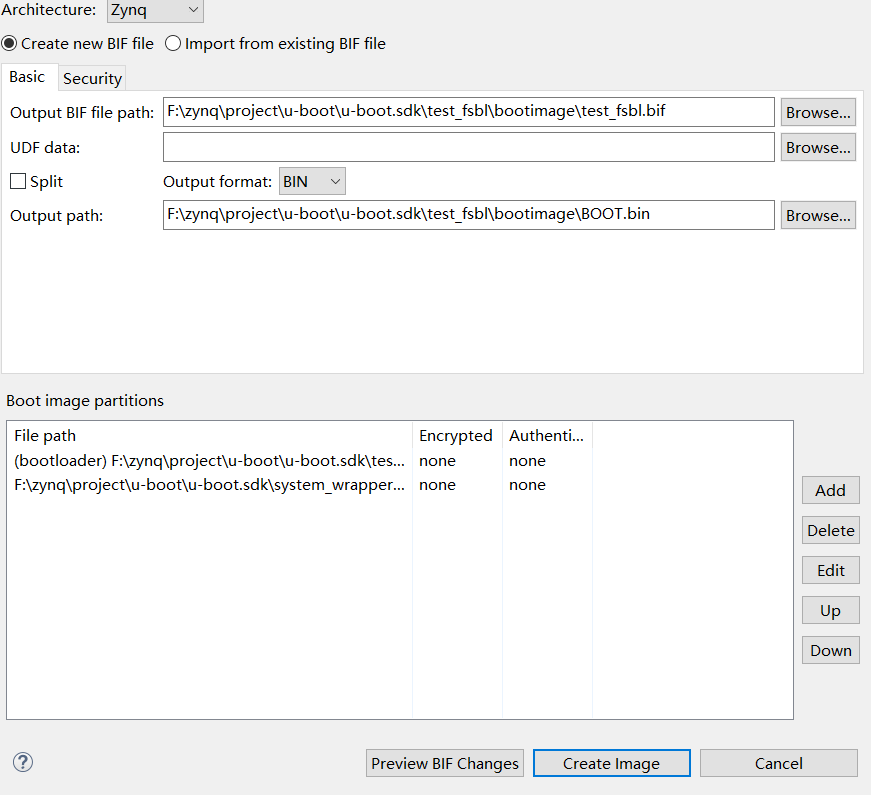 Architecture: Zynq
Create new BIF file Import from existing BIF file
Basic Security
Output BIF file path: F:\zynq\project\u-boot\u-boot.sdk\test_fsbl\bootimage\test_fsbl.bif Browse...
UDF data: Browse...
Split Output format: BIN
Output path: F:\zynq\project\u-boot\u-boot.sdk\test_fsbl\bootimage\BOOT.bin Browse...
Boot image partitions
File path Encrypted Authenti...
(bootloader) F:\zynq\project\u-boot\u-boot.sdk\tes... none none
F:\zynq\project\u-boot\u-boot.sdk\system_wrapper... none none
Add
Delete
Edit
Up
Down
? Preview BIF Changes Create Image Cancel